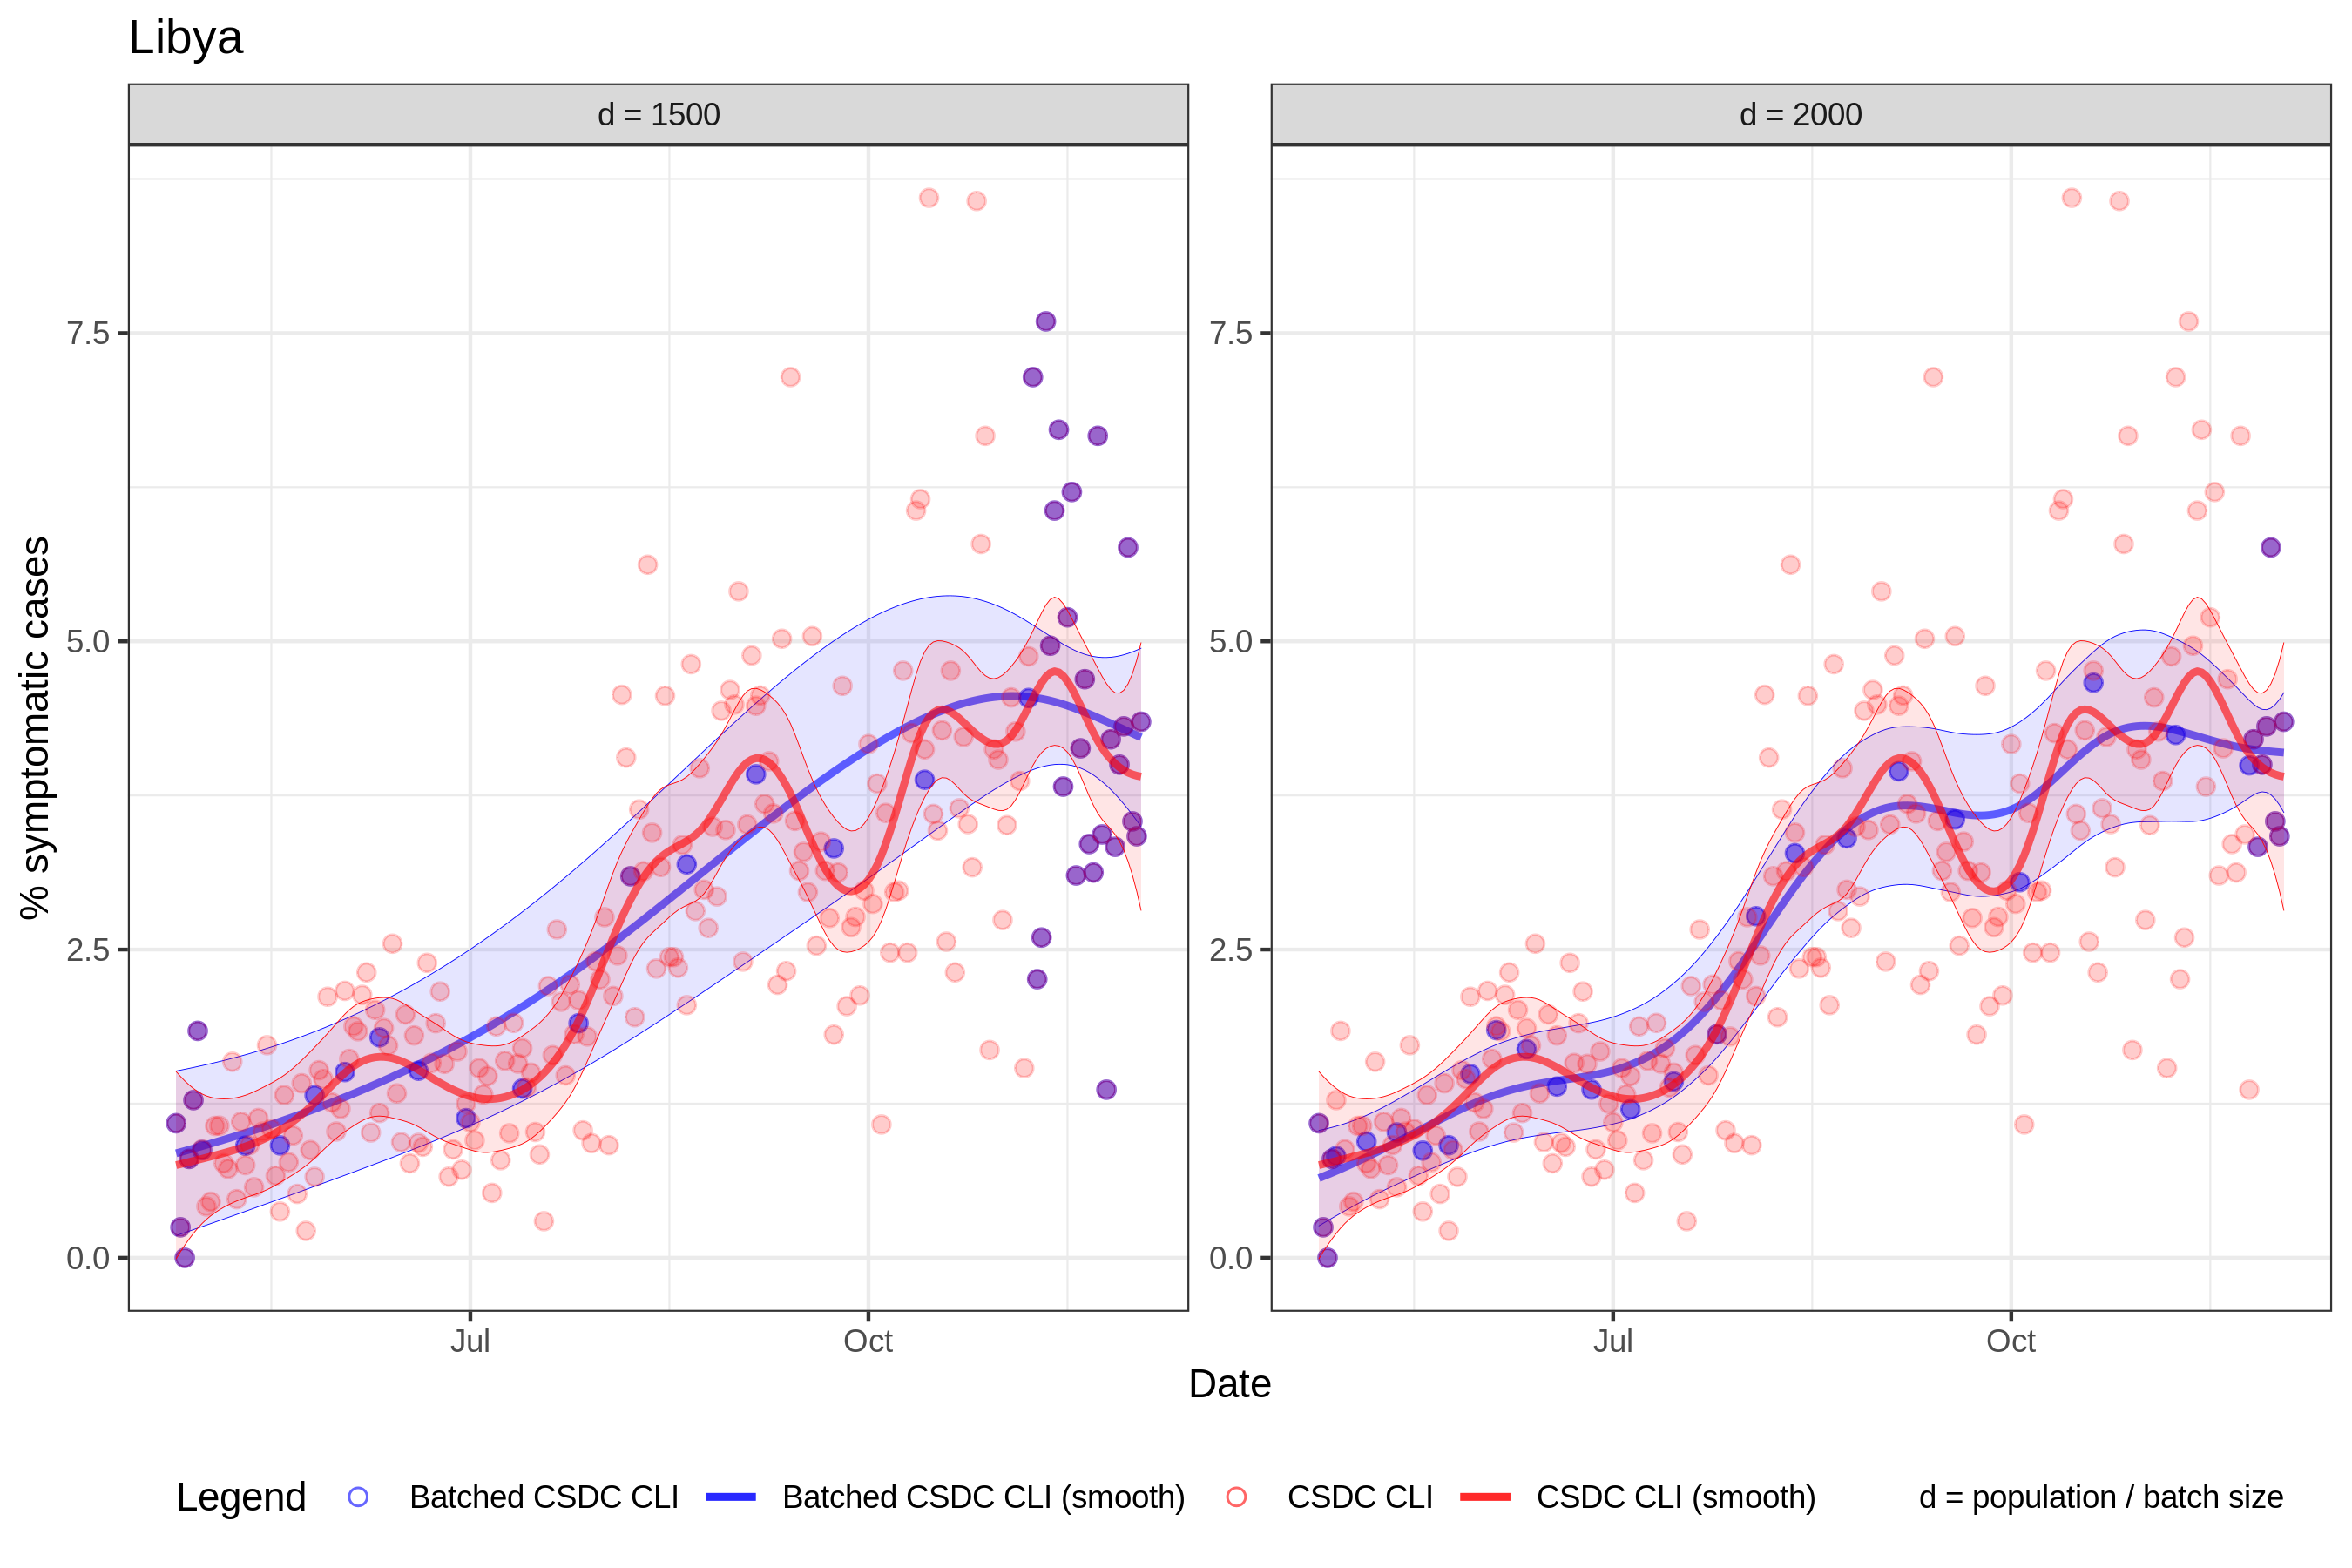 Libya
d = 1500
d = 2000
% symptomatic cases
7.5
5.0
2.5
0.0
7.5
5.0
2.5
0.0
Jul
Oct
Jul
Oct
Date
Legend
Batched CSDC CLI
Batched CSDC CLI (smooth)
CSDC CLI
CSDC CLI (smooth)
d = population / batch size